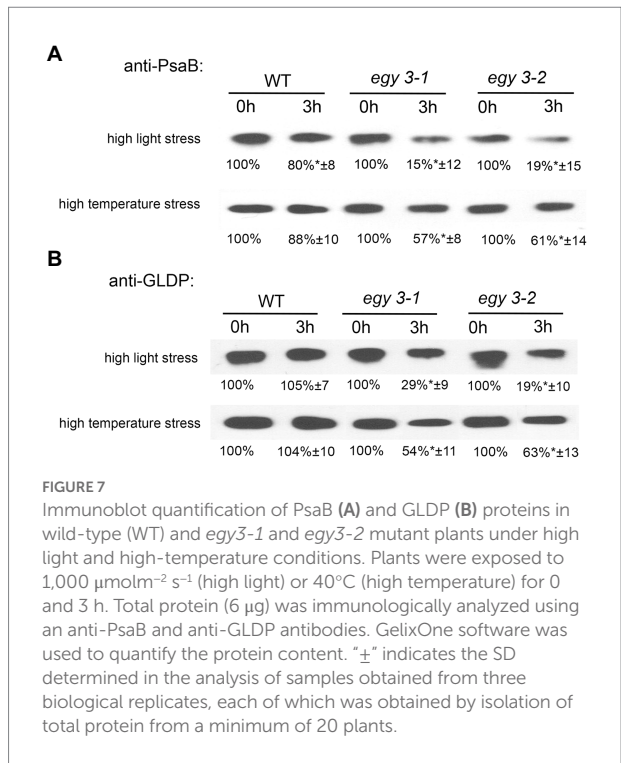 A
anti-PsaB:
WT egy 3-1 egy 3-2
0h 3h 0h 3h 0h 3h
high light stress
100% 80%*±8 100% 15%*±12 100% 19%*±15
high temperature stress
100% 88%±10 100% 57%*±8 100% 61%*±14
B
anti-GLDP:
WT egy 3-1 egy 3-2
0h 3h 0h 3h 0h 3h
high light stress
100% 105%±7 100% 29%*±9 100% 19%*±10
high temperature stress
100% 104%±10 100% 54%*±11 100% 63%*±13
FIGURE 7
Immunoblot quantification of PsaB (A) and GLDP (B) proteins in
wild-type (WT) and egy3-1 and egy3-2 mutant plants under high
light and high-temperature conditions. Plants were exposed to
1,000 μmolm⁻² s⁻¹ (high light) or 40°C (high temperature) for 0
and 3 h. Total protein (6 μg) was immunologically analyzed using
an anti-PsaB and anti-GLDP antibodies. GelixOne software was
used to quantify the protein content. “±” indicates the SD
determined in the analysis of samples obtained from three
biological replicates, each of which was obtained by isolation of
total protein from a minimum of 20 plants.